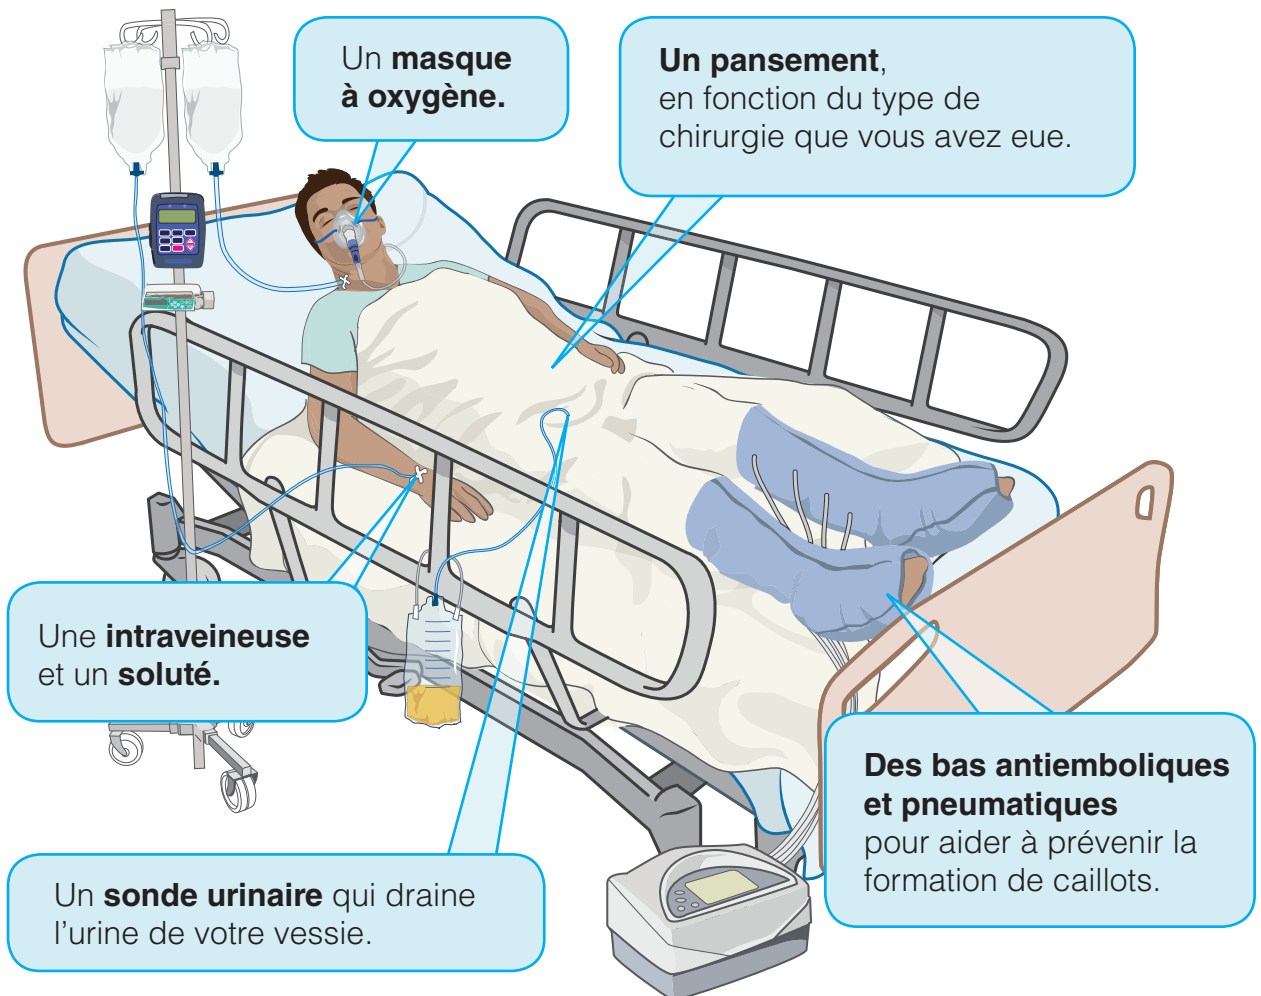 Un masque
à oxygène.
Un pansement,
en fonction du type de
chirurgie que vous avez eue.
Une intraveineuse
et un soluté.
Des bas antiemboliques
et pneumatiques
pour aider à prévenir la
formation de caillots.
Un sonde urinaire qui draine
l’urine de votre vessie.